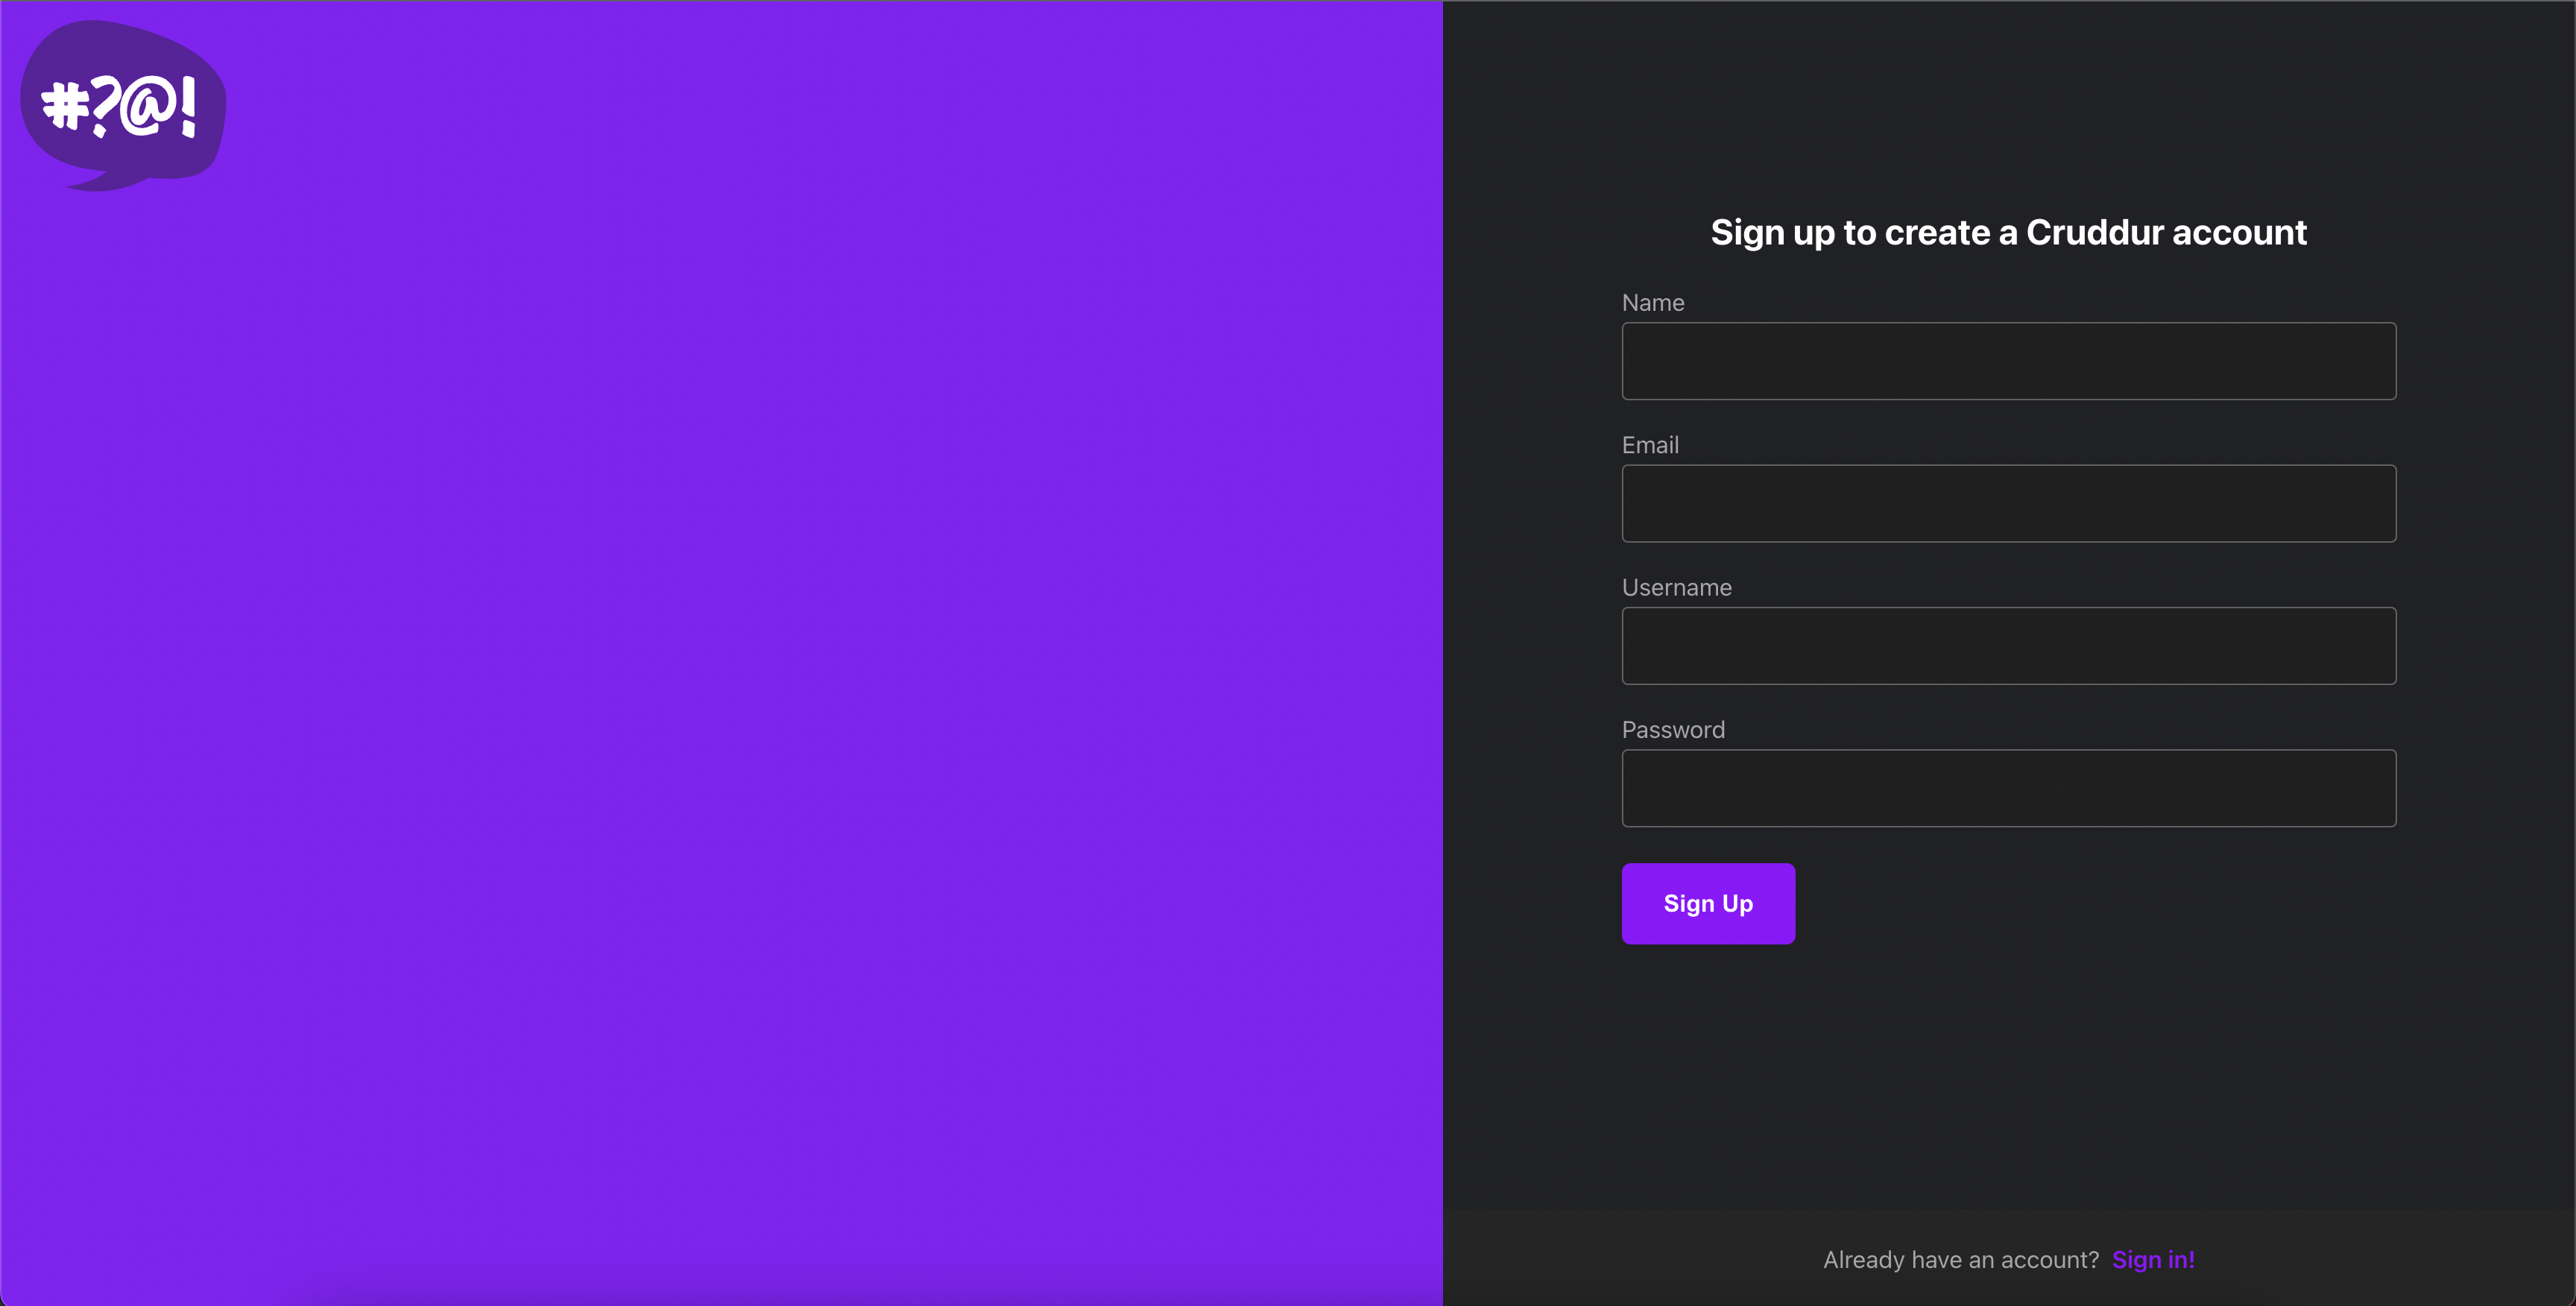 #?@!
Sign up to create a Cruddur account
Name
Email
Username
Password
Sign Up
Already have an account? Sign in!